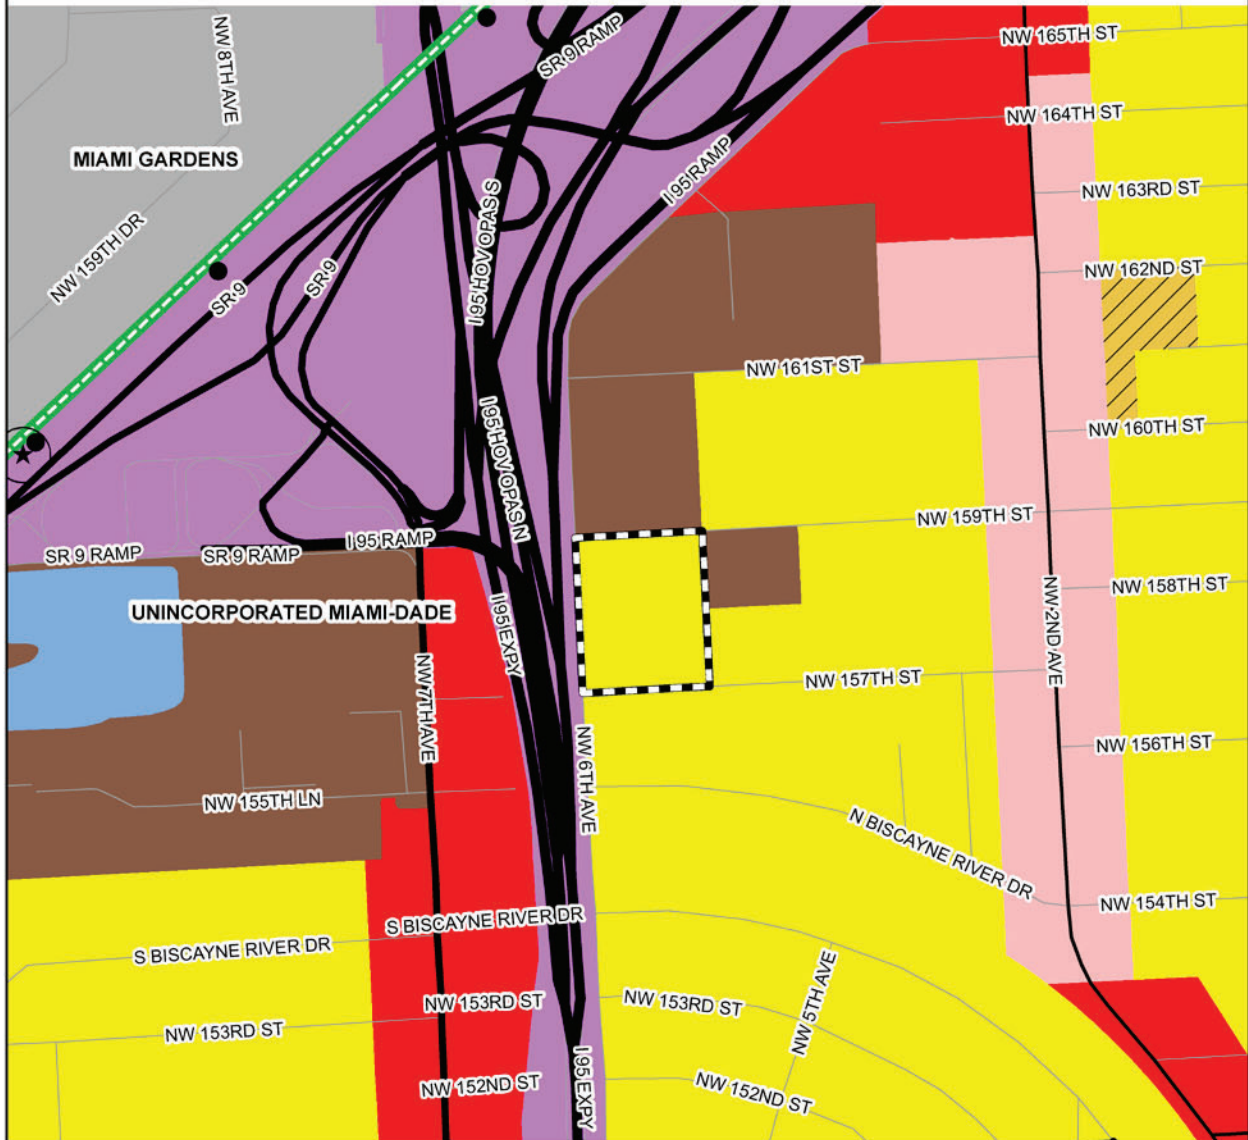 NW 8TH AVE
SR 9 RAMP
NW 165TH ST
NW 164TH ST
MIAMI GARDENS
I 95 RAMP
NW 163RD ST
I 95 HOV OPAS S
NW 159TH DR
SR 9
SR 9
NW 162ND ST
NW 161ST ST
I 95 HOV OPAS N
NW 160TH ST
NW 159TH ST
SR 9 RAMP
SR 9 RAMP
I 95 RAMP
UNINCORPORATED MIAMI-DADE
I 95 EXPY
NW 2ND AVE
NW 158TH ST
NW 157TH ST
NW 7TH AVE
NW 6TH AVE
NW 156TH ST
NW 155TH LN
N BISCAYNE RIVER DR
NW 154TH ST
S BISCAYNE RIVER DR
S BISCAYNE RIVER DR
NW 153RD ST
NW 153RD ST
NW 5TH AVE
NW 153RD ST
NW 152ND ST
I 95 EXPY
NW 152ND ST